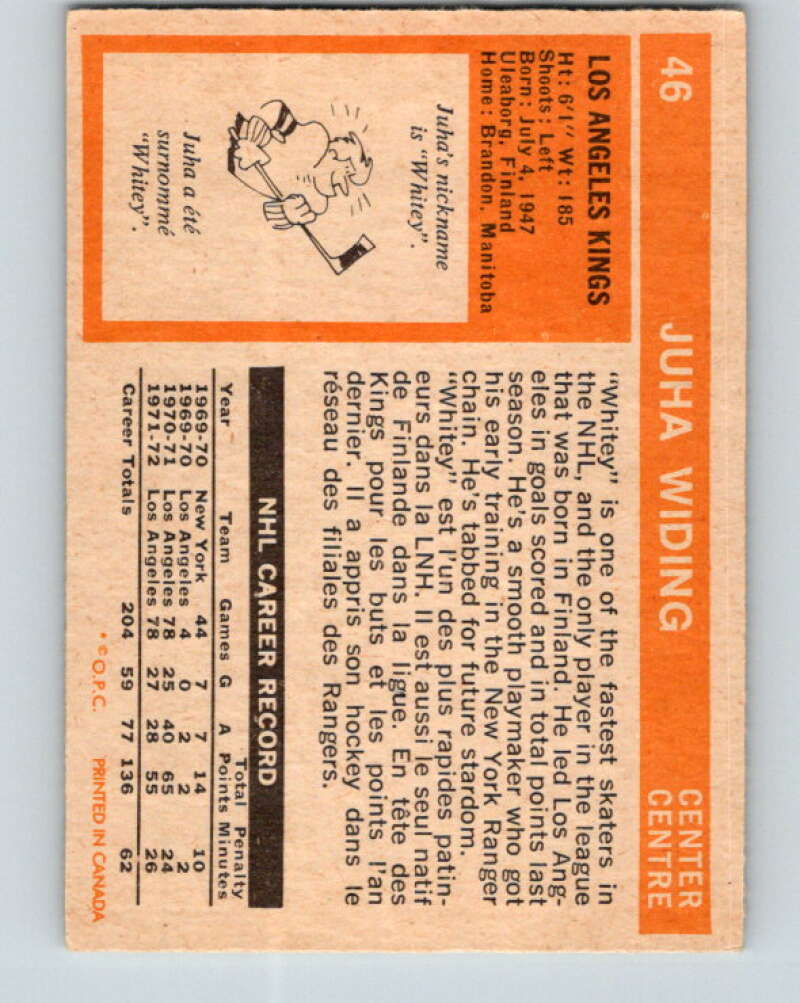 46
JUHA WIDING
CENTER
CENTRE
LOS ANGELES KINGS
Ht: 6'1" Wt: 185
Shoots: Left
Born: July 4, 1947
Uleaborg, Finland
Home: Brandon, Manitoba
Juha's nickname
is "Whitey".
Juha a été
surnommé
"Whitey".
"Whitey" is one of the fastest skaters in
the NHL, and the only player in the league
that was born in Finland. He led Los Ang-
eles in goals scored and in total points last
season. He's a smooth playmaker who got
his early training in the New York Ranger
chain. He's tabbed for future stardom.
"Whitey" est l'un des plus rapides patin-
eurs dans la LNH. Il est aussi le seul natif
de Finlande dans la ligue. En tête des
Kings pour les buts et les points l'an
dernier. Il a appris son hockey dans le
réseau des filiales des Rangers.
NHL CAREER RECORD
Total Penalty
Year Team Games G A Points Minutes
1969-70 New York 44 7 7 14 10
1969-70 Los Angeles 4 0 2 2 2
1970-71 Los Angeles 78 25 40 65 24
1971-72 Los Angeles 78 27 28 55 26
Career Totals 204 59 77 136 62
* © O.P.C. PRINTED IN CANADA